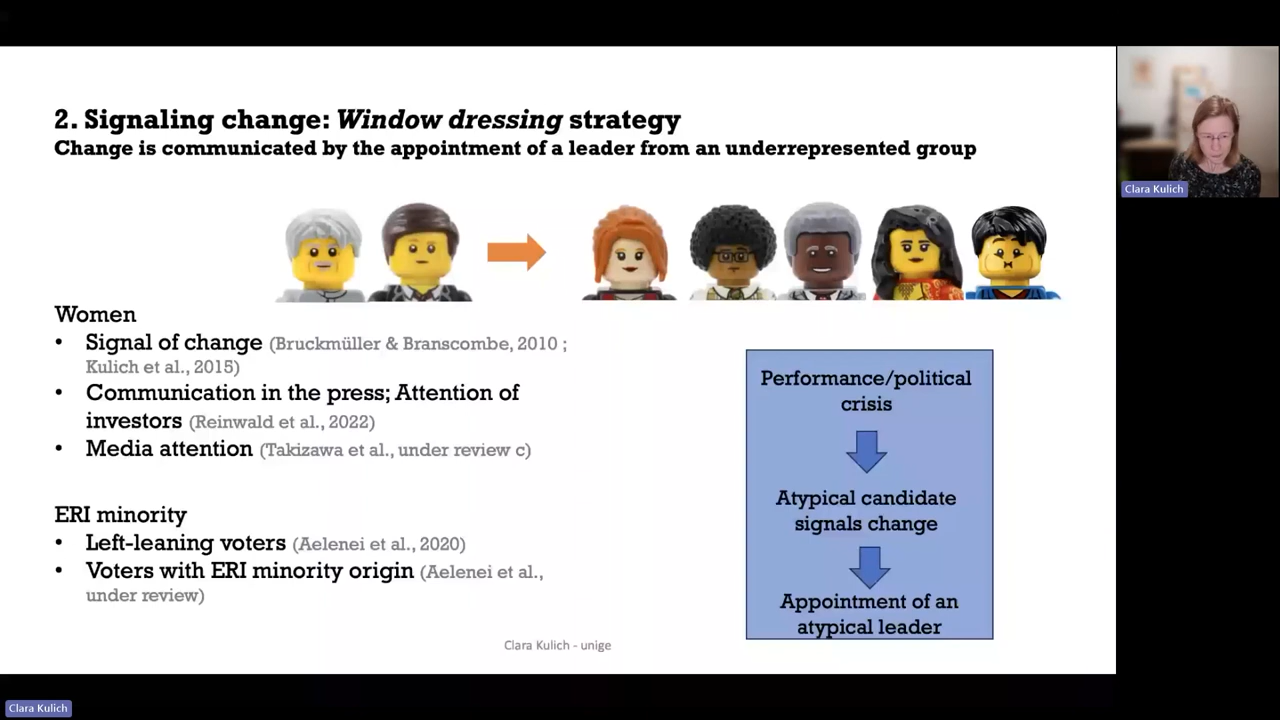 2. Signaling change: Window dressing strategy
Change is communicated by the appointment of a leader from an underrepresented group
Clara Kulich
Women
• Signal of change (Bruckmüller & Branscombe, 2010 ;
Kulich et al., 2015)
• Communication in the press; Attention of
investors (Reinwald et al., 2022)
• Media attention (Takizawa et al., under review c)
ERI minority
• Left-leaning voters (Aelenei et al., 2020)
• Voters with ERI minority origin (Aelenei et al.,
under review)
Performance/political
crisis
Atypical candidate
signals change
Appointment of an
atypical leader
Clara Kulich - unige
Clara Kulich